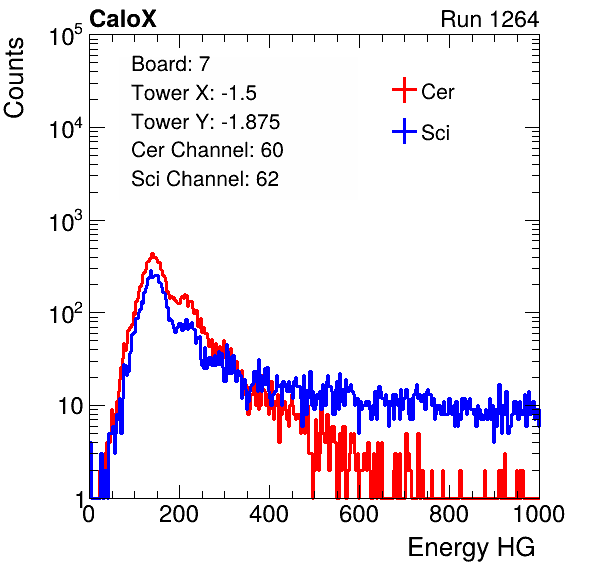 CaloX Run 1264
Counts
Board: 7
Tower X: -1.5
Tower Y: -1.875
Cer Channel: 60
Sci Channel: 62
Cer
Sci
10^5
10^4
10^3
10^2
10
1
0 200 400 600 800 1000
Energy HG